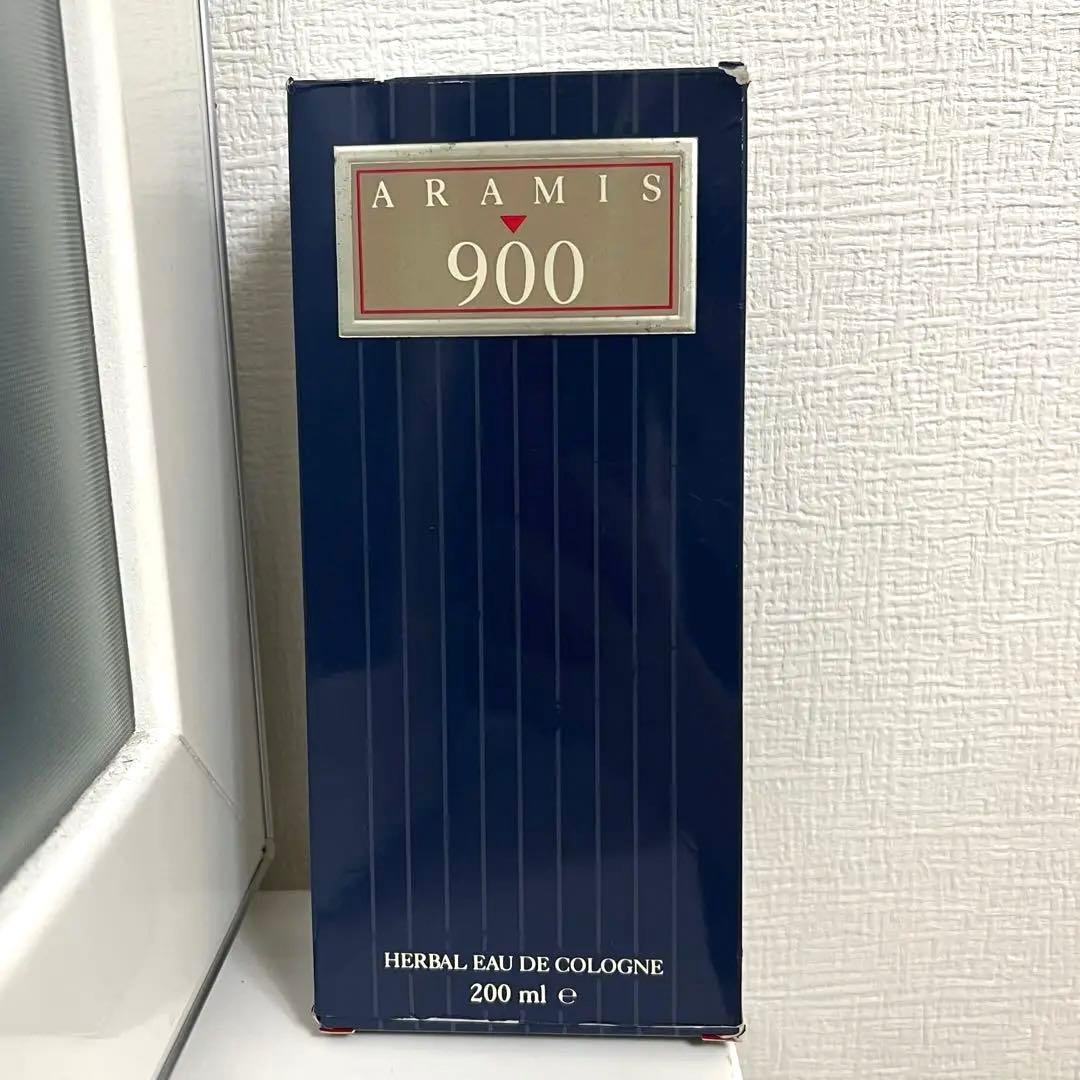 ARAMIS
900
HERBAL EAU DE COLOGNE
200 ml ℮